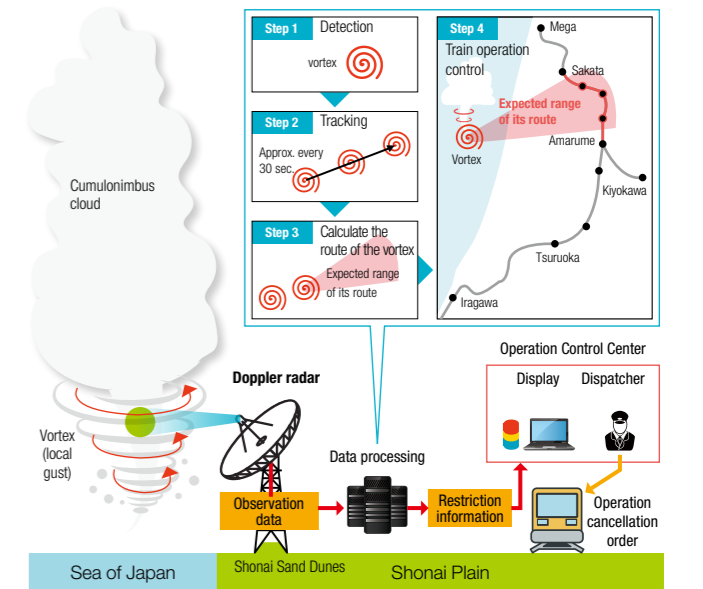 Step 1
Detection
vortex
Step 2
Tracking
Approx. every
30 sec.
Step 3
Calculate the
route of the vortex
Expected range
of its route
Step 4
Train operation
control
Mega
Sakata
Expected range
of its route
Amarume
Vortex
Kiyokawa
Tsuruoka
Iragawa
Cumulonimbus
cloud
Vortex
(local
gust)
Doppler radar
Observation
data
Data processing
Restriction
information
Operation Control Center
Display
Dispatcher
Operation
cancellation
order
Sea of Japan
Shonai Sand Dunes
Shonai Plain